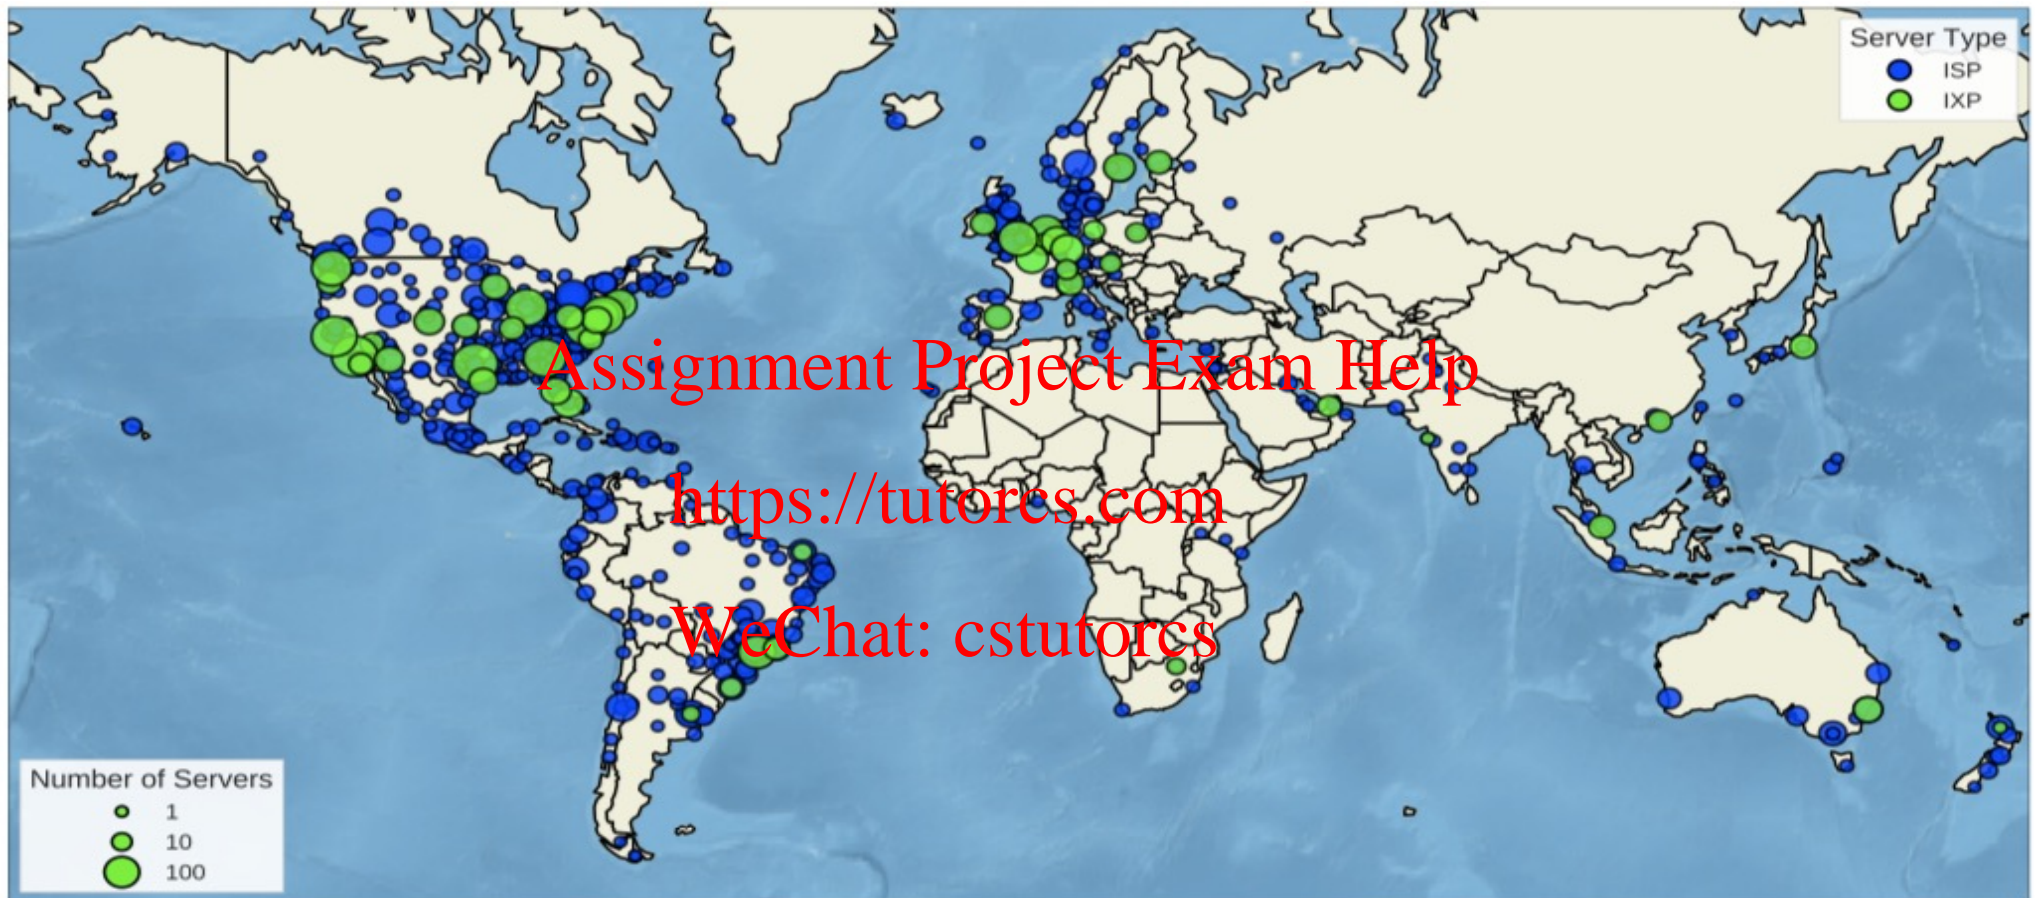 Server Type
ISP
IXP
Assignment Project Exam Help
https://tutorcs.com
WeChat: cstutorcs
Number of Servers
1
10
100